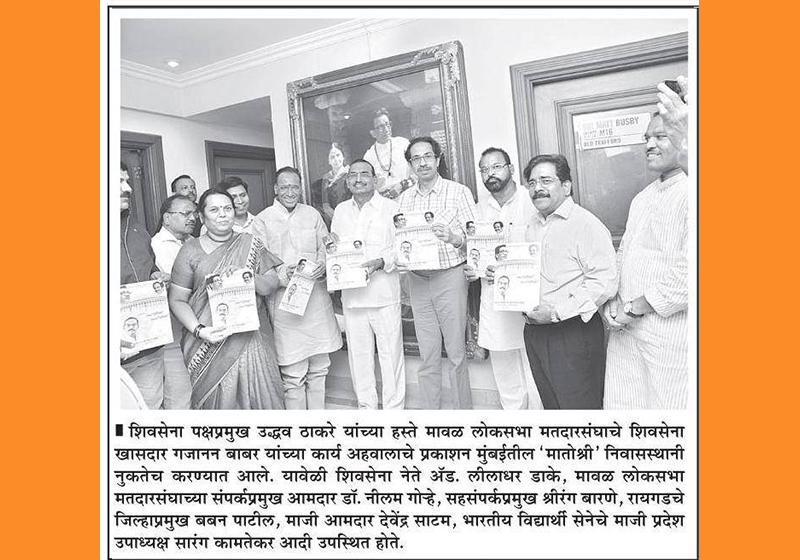 SIR MATT BUSBY
WAY M16
OLD TRAFFORD
शिवसेना पक्षप्रमुख उद्धव ठाकरे यांच्या हस्ते मावळ लोकसभा मतदारसंघाचे शिवसेना
खासदार गजानन बाबर यांच्या कार्य अहवालाचे प्रकाशन मुंबईतील ‘मातोश्री’ निवासस्थानी
नुकतेच करण्यात आले. यावेळी शिवसेना नेते अ‍ॅड. लीलाधर डाके, मावळ लोकसभा
मतदारसंघाच्या संपर्कप्रमुख आमदार डॉ. नीलम गोऱ्हे, सहसंपर्कप्रमुख श्रीरंग बारणे, रायगडचे
जिल्हाप्रमुख बबन पाटील, माजी आमदार देवेंद्र साटम, भारतीय विद्यार्थी सेनेचे माजी प्रदेश
उपाध्यक्ष सारंग कामतेकर आदी उपस्थित होते.